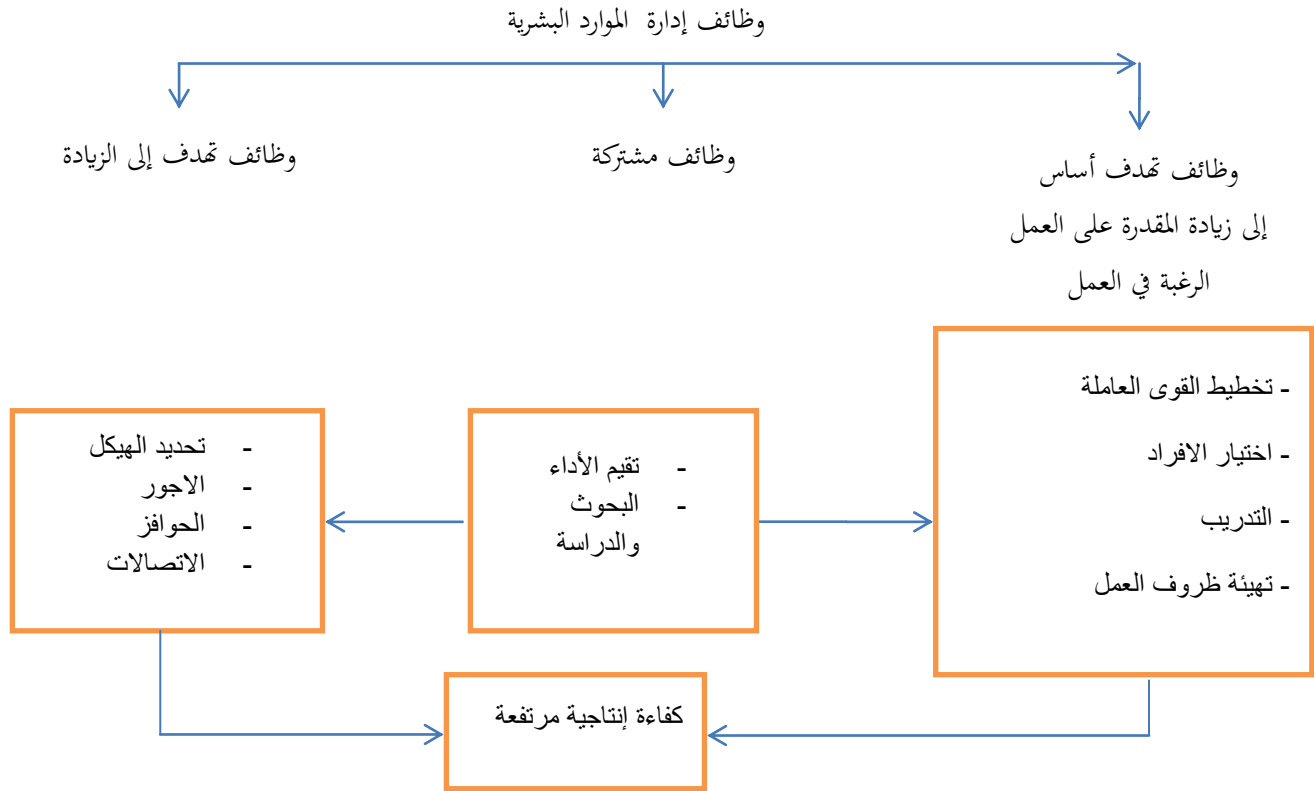 وظائف إدارة الموارد البشرية
وظائف تهدف أساس
إلى زيادة المقدرة على العمل
الرغبة في العمل
وظائف مشتركة
وظائف تهدف إلى الزيادة
- تخطيط القوى العاملة
- اختيار الافراد
- التدريب
- تهيئة ظروف العمل
- تقيم الأداء
- البحوث
والدراسة
- تحديد الهيكل
- الاجور
- الحوافز
- الاتصالات
كفاءة إنتاجية مرتفعة